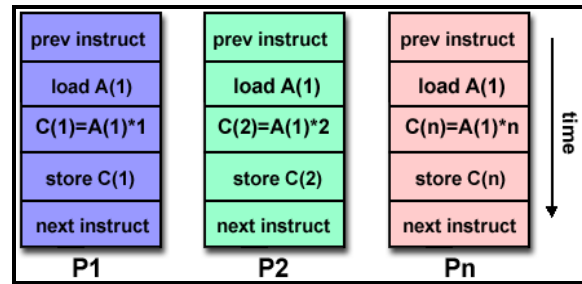 prev instruct prev instruct prev instruct
load A(1) load A(1) load A(1)
C(1)=A(1)*1 C(2)=A(1)*2 C(n)=A(1)*n
store C(1) store C(2) store C(n)
next instruct next instruct next instruct
P1 P2 Pn
time